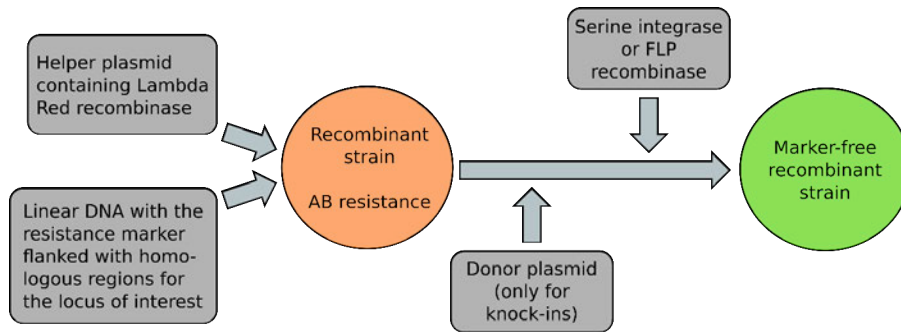 Helper plasmid
containing Lambda
Red recombinase
Linear DNA with the
resistance marker
flanked with homo-
logous regions for
the locus of interest
Recombinant
strain
AB resistance
Serine integrase
or FLP
recombinase
Donor plasmid
(only for
knock-ins)
Marker-free
recombinant
strain